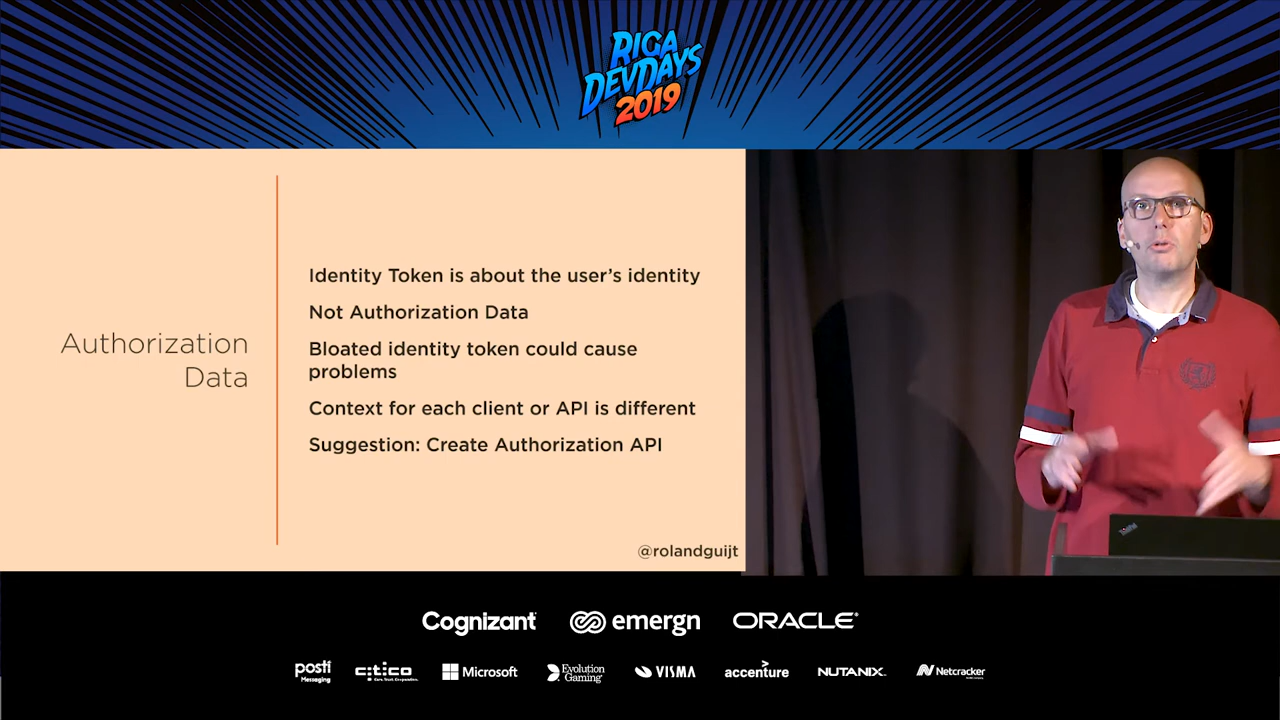 RIGA
DEVDAYS
2019
Authorization
Data
Identity Token is about the user's identity
Not Authorization Data
Bloated identity token could cause
problems
Context for each client or API is different
Suggestion: Create Authorization API
@rolandguijt
Cognizant
emergn
ORACLE®
posti
Messaging
citico
Microsoft
Evolution
Gaming
VISMA
accenture
NUTANIX
Netcracker
ThinkPad